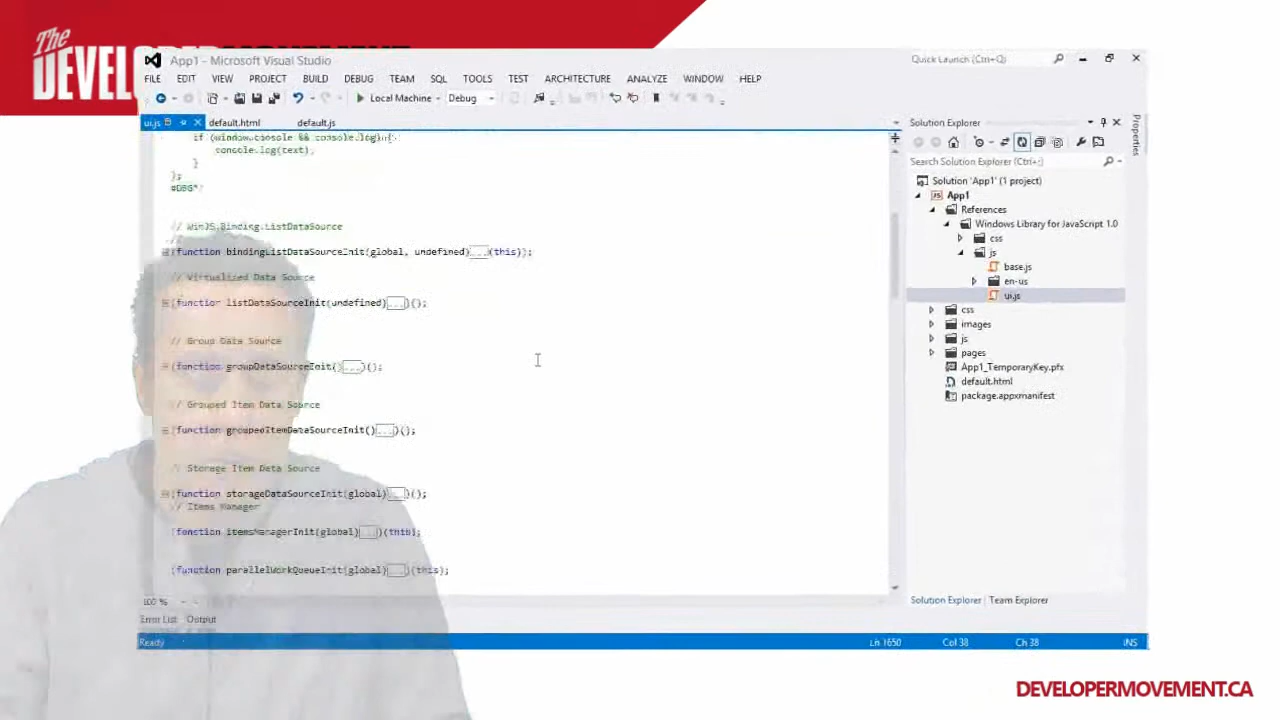 The
DEVEL
App1 - Microsoft Visual Studio
Quick Launch (Ctrl+Q)
FILE EDIT VIEW PROJECT BUILD DEBUG TEAM SQL TOOLS TEST ARCHITECTURE ANALYZE WINDOW HELP
Local Machine Debug
ui.js default.html default.js
if (window.console && console.log) {
console.log(text);
}
};
#DBG*/
// WinJS.Binding.ListDataSource
//
(function bindingListDataSourceInit(global, undefined)...(this));
// Virtualized Data Source
(function listDataSourceInit(undefined)...)();
// Group Data Source
(function groupDataSourceInit()...)();
// Grouped Item Data Source
(function groupedItemDataSourceInit()...)();
// Storage Item Data Source
(function storageDataSourceInit(global)...)();
// Items Manager
(function itemsManagerInit(global)...)(this);
(function parallelWorkQueueInit(global)...)(this);
100 %
Error List Output
Ready Ln 1650 Col 38 Ch 38 INS
Solution Explorer
Search Solution Explorer (Ctrl+;)
Solution 'App1' (1 project)
App1
References
Windows Library for JavaScript 1.0
css
js
base.js
en-us
ui.js
css
images
js
pages
App1_TemporaryKey.pfx
default.html
package.appxmanifest
Solution Explorer Team Explorer
Properties
DEVELOPERMOVEMENT.CA